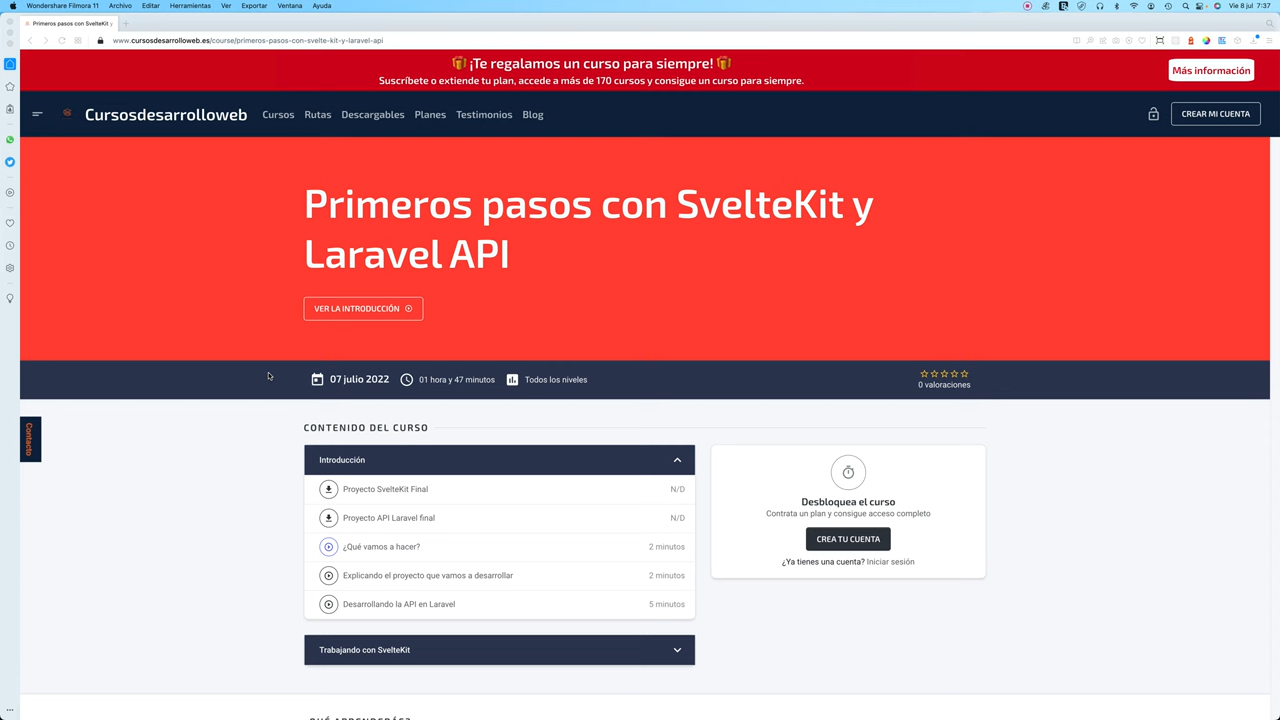 Wondershare Filmora 11 Archivo Editar Herramientas Ver Exportar Ventana Ayuda Vie 8 jul 7:37
Primeros pasos con SvelteKit y
www.cursosdesarrolloweb.es/course/primeros-pasos-con-svelte-kit-y-laravel-api
¡Te regalamos un curso para siempre!
Suscríbete o extiende tu plan, accede a más de 170 cursos y consigue un curso para siempre.
Más información
Cursosdesarrolloweb Cursos Rutas Descargables Planes Testimonios Blog CREAR MI CUENTA
Primeros pasos con SvelteKit y
Laravel API
VER LA INTRODUCCIÓN
07 julio 2022 01 hora y 47 minutos Todos los niveles
0 valoraciones
Contacto
CONTENIDO DEL CURSO
Introducción
Proyecto SvelteKit Final N/D
Proyecto API Laravel final N/D
¿Qué vamos a hacer? 2 minutos
Explicando el proyecto que vamos a desarrollar 2 minutos
Desarrollando la API en Laravel 5 minutos
Trabajando con SvelteKit
Desbloquea el curso
Contrata un plan y consigue acceso completo
CREA TU CUENTA
¿Ya tienes una cuenta? Iniciar sesión
¿QUÉ APRENDERÁS?